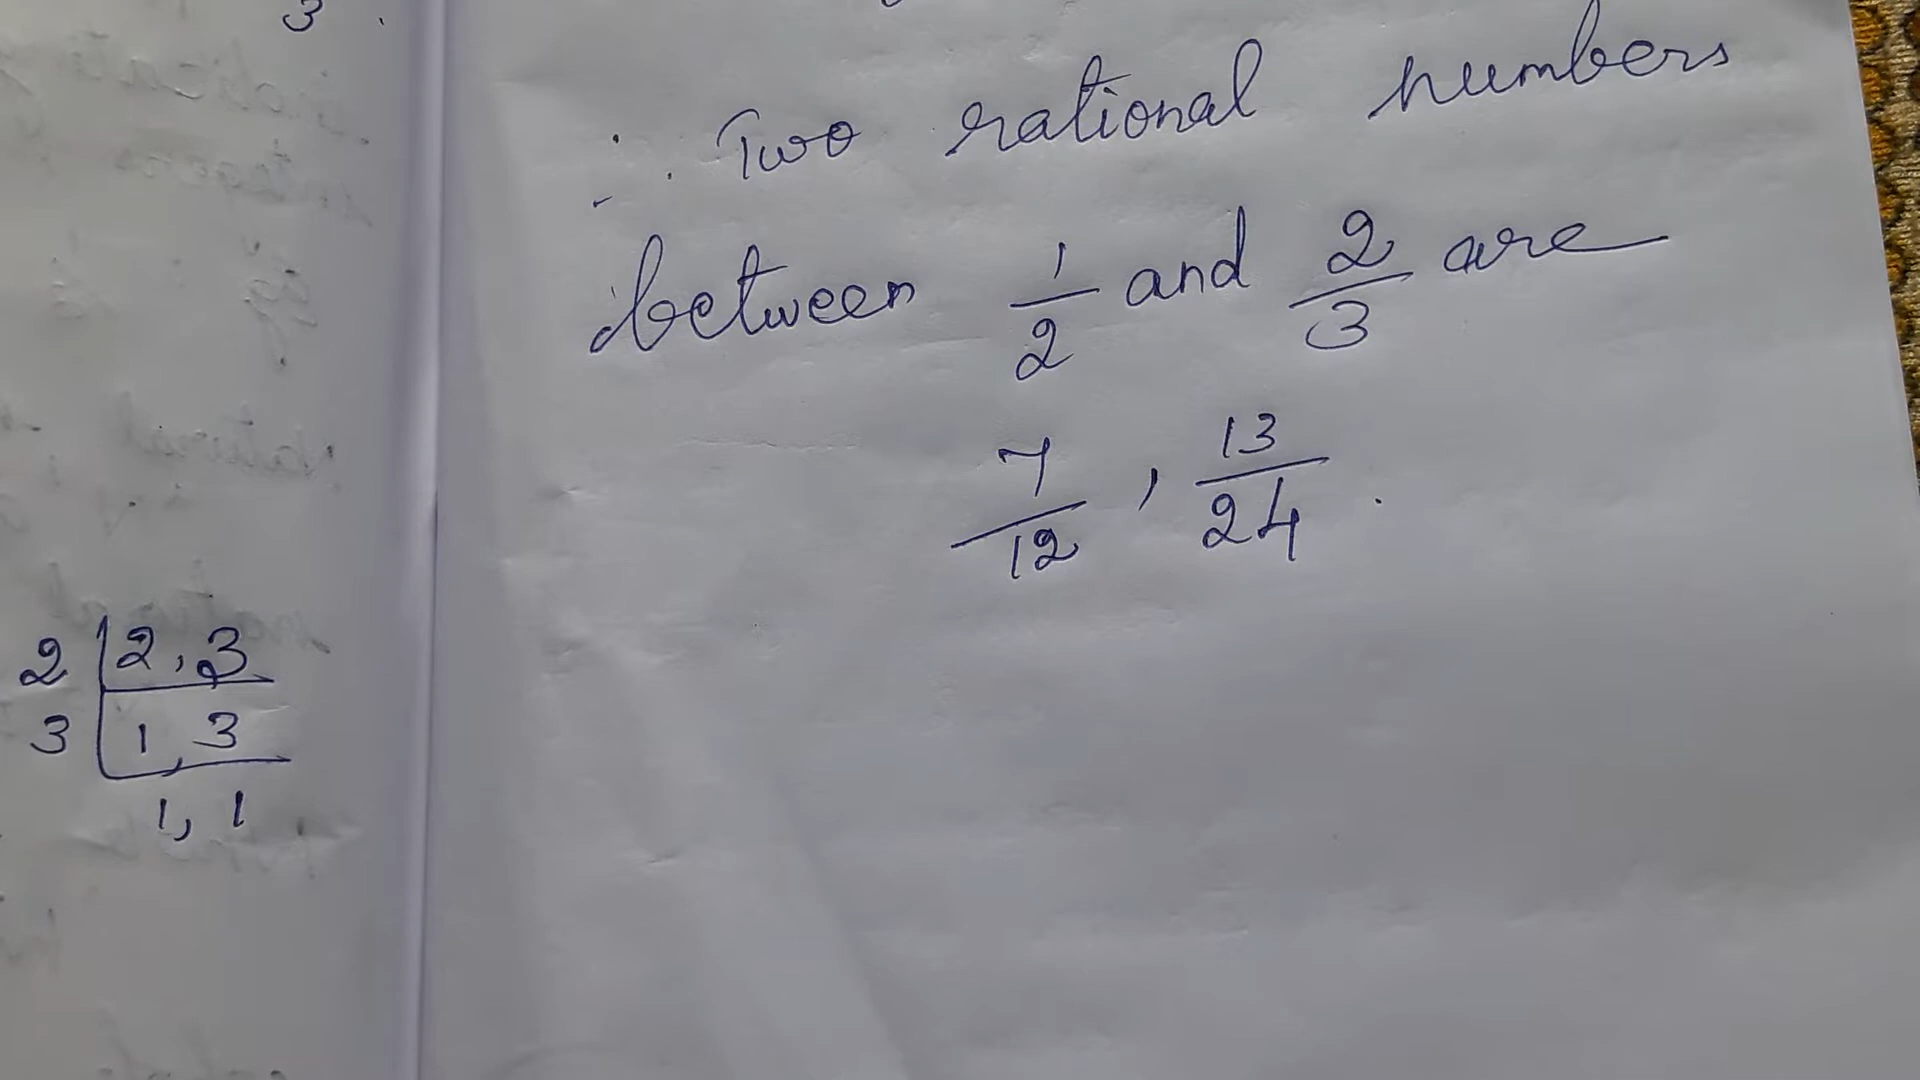 3
∴ Two rational numbers
between 1/2 and 2/3 are
7/12, 13/24.
2 | 2, 3
3 | 1, 3
1, 1